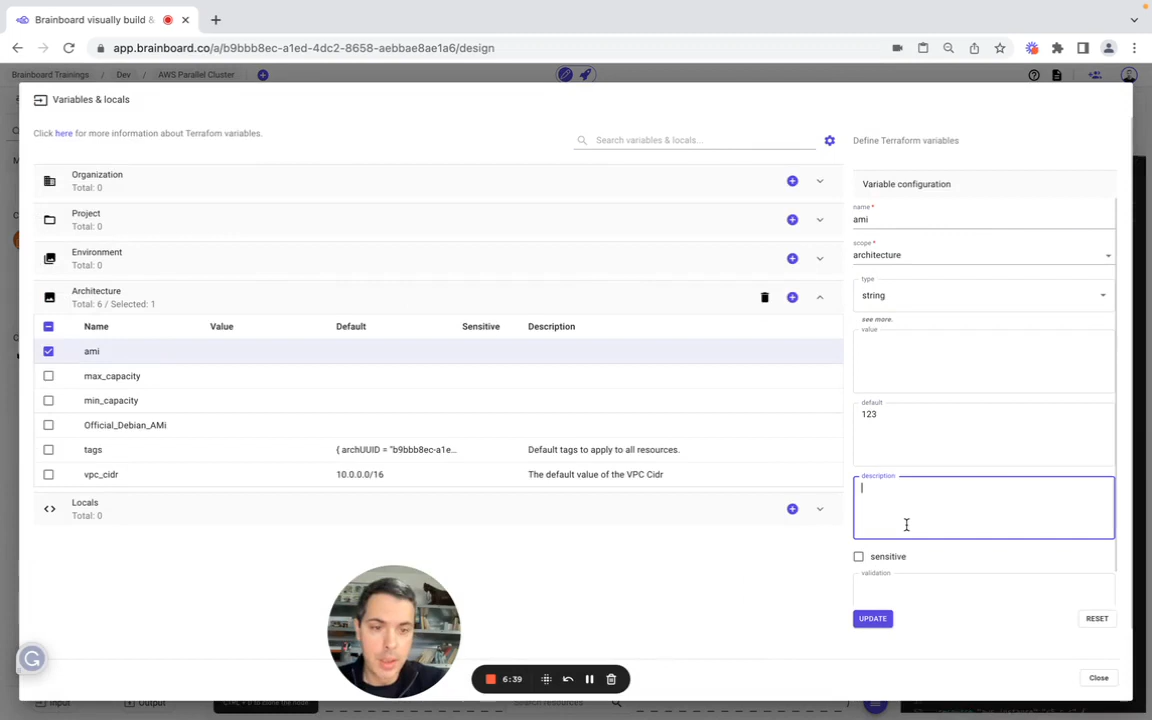 Brainboard visually build &
app.brainboard.co/a/b9bbb8ec-a1ed-4dc2-8658-aebbae8ae1a6/design
Brainboard Trainings / Dev / AWS Parallel Cluster
Variables & locals
Click here for more information about Terrafom variables.
Search variables & locals...
Define Terraform variables
Organization
Total: 0
Project
Total: 0
Environment
Total: 0
Architecture
Total: 6 / Selected: 1
Name Value Default Sensitive Description
ami
max_capacity
min_capacity
Official_Debian_AMi
tags { archUUID = "b9bbb8ec-a1e... Default tags to apply to all resources.
vpc_cidr 10.0.0.0/16 The default value of the VPC Cidr
Locals
Total: 0
Variable configuration
name *
ami
scope *
architecture
type
string
see more.
value
default
123
description
sensitive
validation
UPDATE RESET
6:39
Close
Input Output Search resources